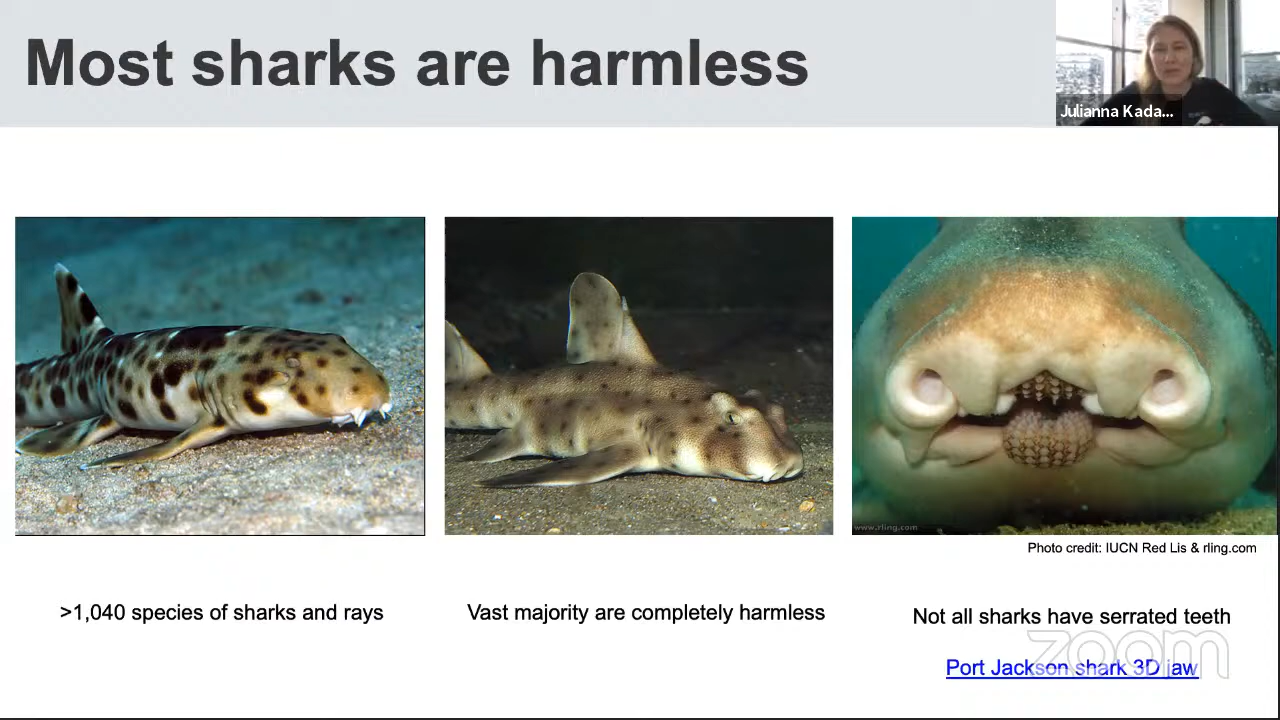 Most sharks are harmless
Julianna Kada...
www.rling.com
Photo credit: IUCN Red Lis & rling.com
>1,040 species of sharks and rays
Vast majority are completely harmless
Not all sharks have serrated teeth
Port Jackson shark 3D jaw
zoom